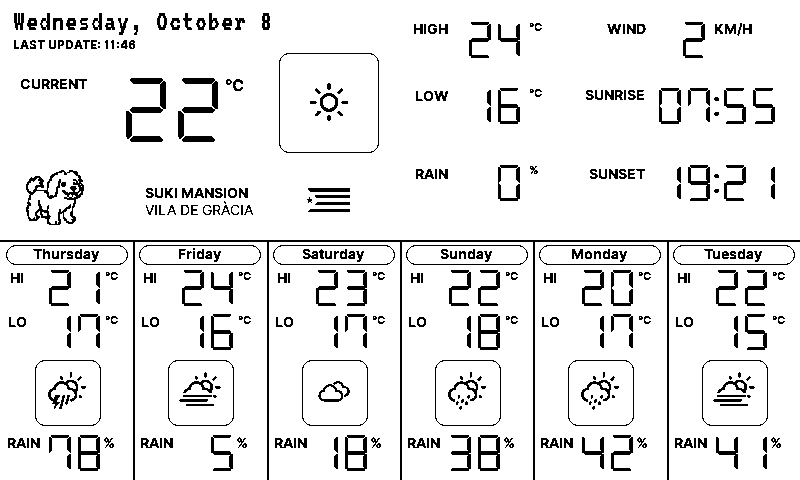 Wednesday, October 8
LAST UPDATE: 11:46
CURRENT 22 °C
HIGH 24 °C
WIND 2 KM/H
LOW 16 °C
SUNRISE 07:55
RAIN 0 %
SUNSET 19:21
SUKI MANSION
VILA DE GRÀCIA
Thursday
HI 21 °C
LO 17 °C
RAIN 78 %
Friday
HI 24 °C
LO 16 °C
RAIN 5 %
Saturday
HI 23 °C
LO 17 °C
RAIN 18 %
Sunday
HI 22 °C
LO 18 °C
RAIN 38 %
Monday
HI 20 °C
LO 17 °C
RAIN 42 %
Tuesday
HI 22 °C
LO 15 °C
RAIN 41 %